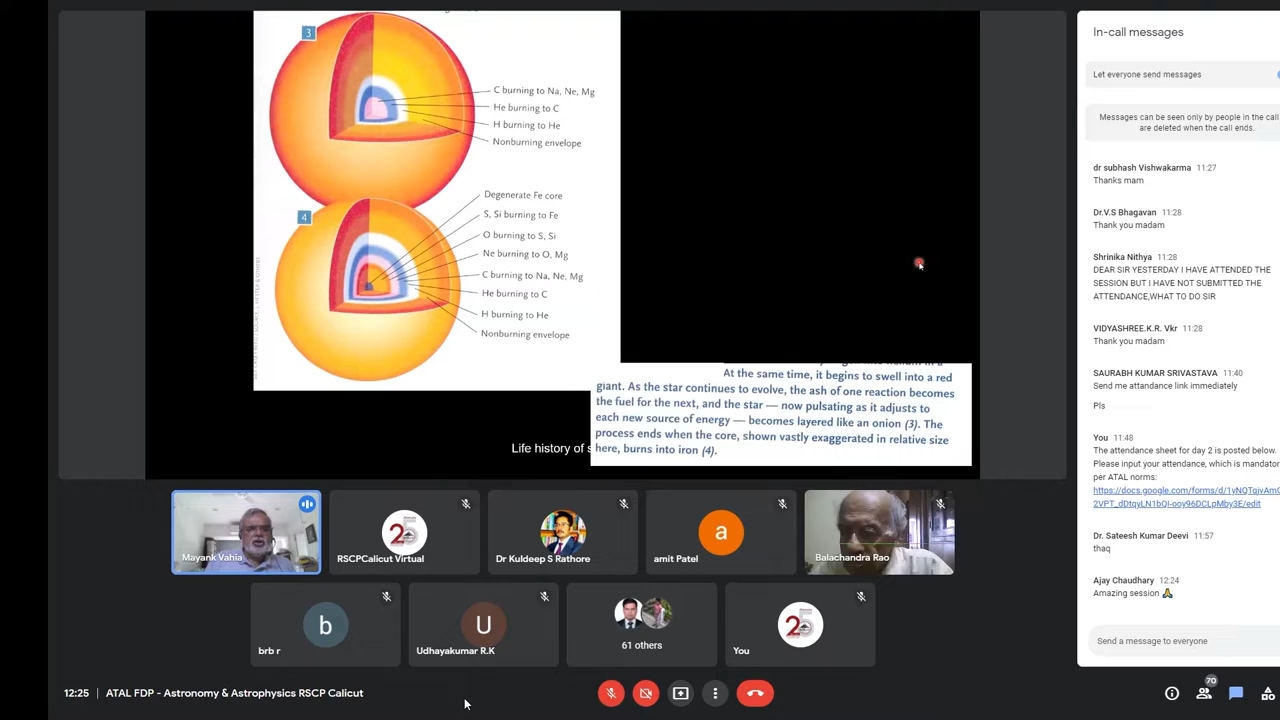 3
C burning to Na, Ne, Mg
He burning to C
H burning to He
Nonburning envelope
4
Degenerate Fe core
S, Si burning to Fe
O burning to S, Si
Ne burning to O, Mg
C burning to Na, Ne, Mg
He burning to C
H burning to He
Nonburning envelope
At the same time, it begins to swell into a red
giant. As the star continues to evolve, the ash of one reaction becomes
the fuel for the next, and the star — now pulsating as it adjusts to
each new source of energy — becomes layered like an onion (3). The
process ends when the core, shown vastly exaggerated in relative size
here, burns into iron (4).
Life history of s
Mayank Vahia
RSCPCalicut Virtual
25
Dr Kuldeep S Rathore
a
amit Patel
Balachandra Rao
b
brb r
U
Udhayakumar R.K
61 others
25
You
12:25 | ATAL FDP - Astronomy & Astrophysics RSCP Calicut
70
In-call messages
Let everyone send messages
Messages can be seen only by people in the call
are deleted when the call ends.
dr subhash Vishwakarma 11:27
Thanks mam
Dr.V.S Bhagavan 11:28
Thank you madam
Shrinika Nithya 11:28
DEAR SIR YESTERDAY I HAVE ATTENDED THE
SESSION BUT I HAVE NOT SUBMITTED THE
ATTENDANCE,WHAT TO DO SIR
VIDYASHREE.K.R. Vkr 11:28
Thank you madam
SAURABH KUMAR SRIVASTAVA 11:40
Send me attandance link immediately
Pls
You 11:48
The attendance sheet for day 2 is posted below.
Please input your attendance, which is mandator
per ATAL norms:
Dr. Sateesh Kumar Deevi 11:57
thaq
Ajay Chaudhary 12:24
Amazing session 🙏
Send a message to everyone